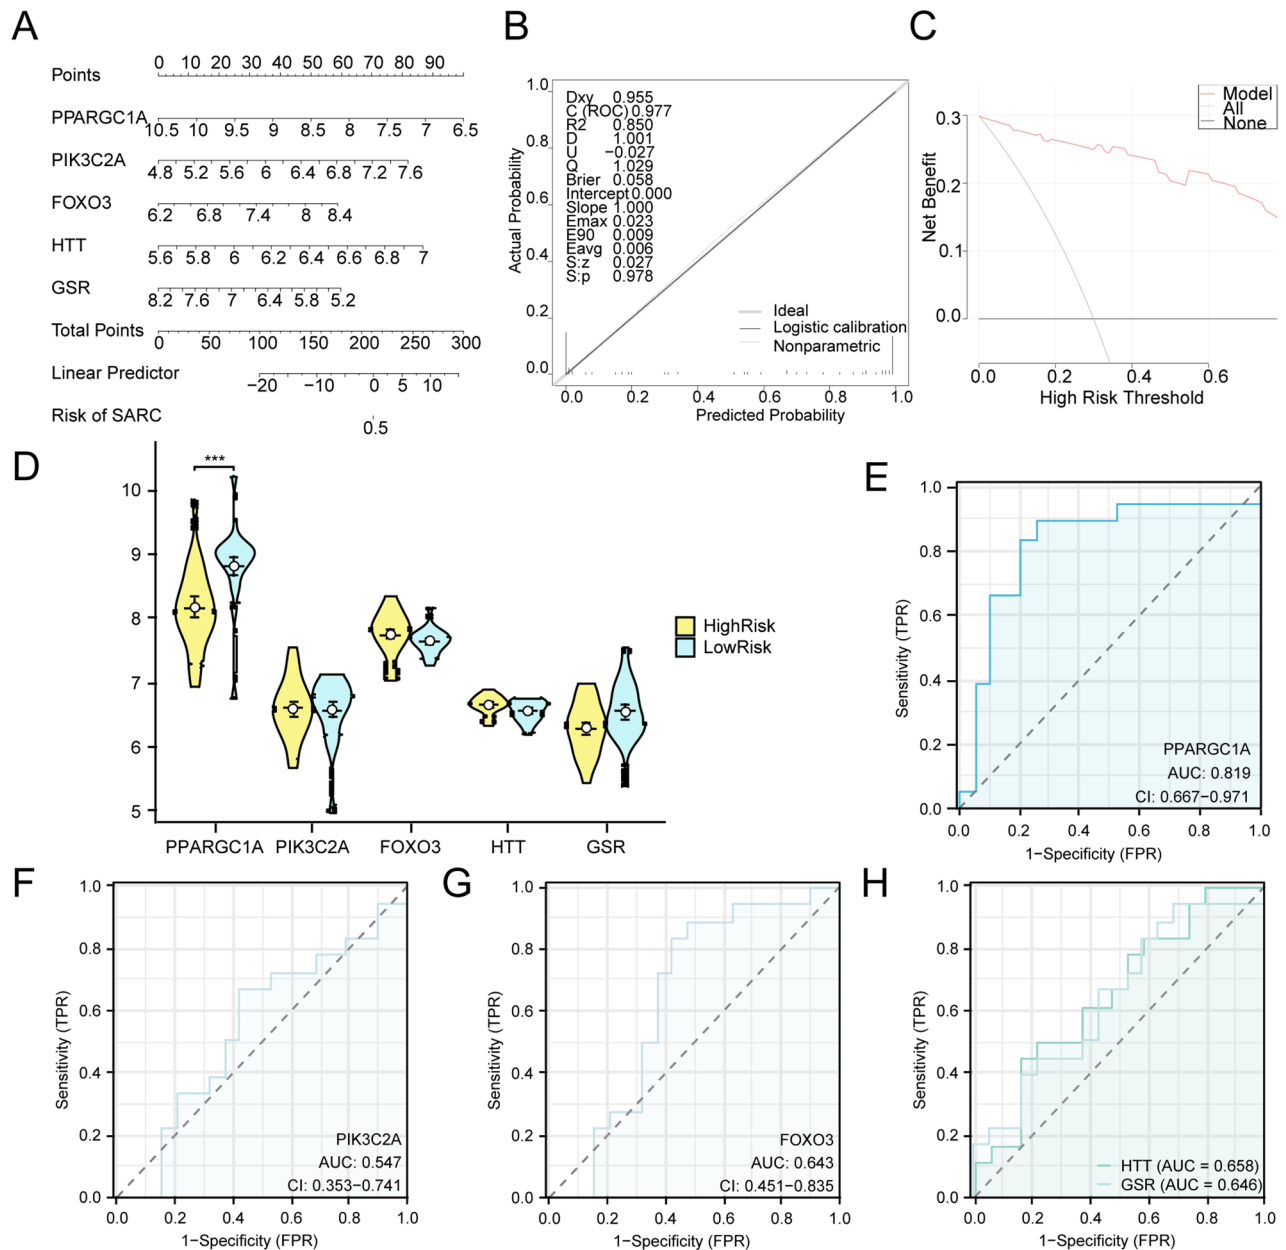 A
Points
0 10 20 30 40 50 60 70 80 90
PPARGC1A
10.5 10 9.5 9 8.5 8 7.5 7 6.5
PIK3C2A
4.8 5.2 5.6 6 6.4 6.8 7.2 7.6
FOXO3
6.2 6.8 7.4 8 8.4
HTT
5.6 5.8 6 6.2 6.4 6.6 6.8 7
GSR
8.2 7.6 7 6.4 5.8 5.2
Total Points
0 50 100 150 200 250 300
Linear Predictor
−20 −10 0 5 10
Risk of SARC
0.5
B
Actual Probability
1.0
0.8
0.6
0.4
0.2
0.0
Dxy 0.955
C (ROC) 0.977
R2 0.850
D 1.001
U −0.027
Q 1.029
Brier 0.058
Intercept 0.000
Slope 1.000
Emax 0.023
E90 0.009
Eavg 0.006
S:z 0.027
S:p 0.978
Ideal
Logistic calibration
Nonparametric
0.0 0.2 0.4 0.6 0.8 1.0
Predicted Probability
C
Model
All
None
Net Benefit
0.3
0.2
0.1
0.0
0.0 0.2 0.4 0.6
High Risk Threshold
D
***
10
9
8
7
6
5
HighRisk
LowRisk
PPARGC1A PIK3C2A FOXO3 HTT GSR
E
Sensitivity (TPR)
1.0
0.8
0.6
0.4
0.2
0.0
PPARGC1A
AUC: 0.819
CI: 0.667−0.971
0.0 0.2 0.4 0.6 0.8 1.0
1−Specificity (FPR)
F
Sensitivity (TPR)
1.0
0.8
0.6
0.4
0.2
0.0
PIK3C2A
AUC: 0.547
CI: 0.353−0.741
0.0 0.2 0.4 0.6 0.8 1.0
1−Specificity (FPR)
G
Sensitivity (TPR)
1.0
0.8
0.6
0.4
0.2
0.0
FOXO3
AUC: 0.643
CI: 0.451−0.835
0.0 0.2 0.4 0.6 0.8 1.0
1−Specificity (FPR)
H
Sensitivity (TPR)
1.0
0.8
0.6
0.4
0.2
0.0
HTT (AUC = 0.658)
GSR (AUC = 0.646)
0.0 0.2 0.4 0.6 0.8 1.0
1−Specificity (FPR)